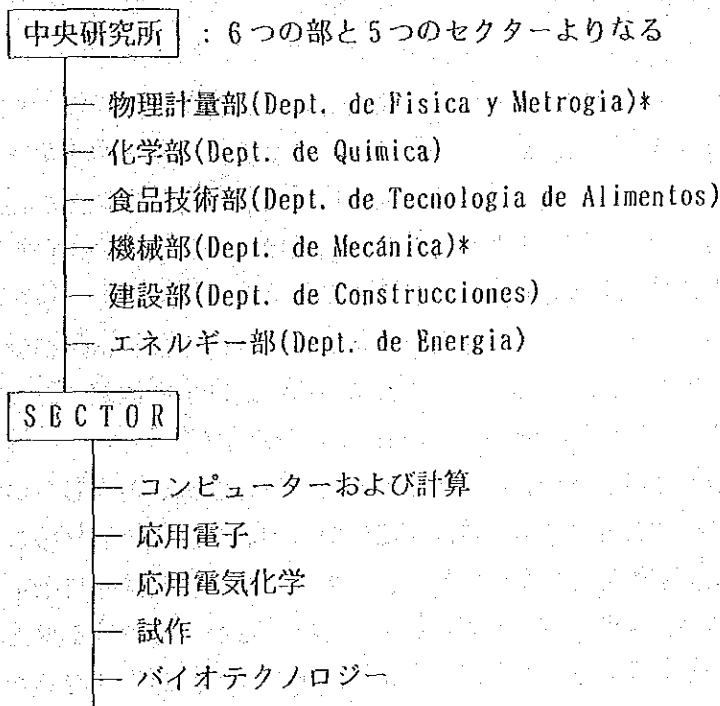 中央研究所 : 6つの部と5つのセクターよりなる
物理計量部(Dept. de Fisica y Metrogia)*
化学部(Dept. de Quimica)
食品技術部(Dept. de Tecnologia de Alimentos)
機械部(Dept. de Mecánica)*
建設部(Dept. de Construcciones)
エネルギー部(Dept. de Energia)
SECTOR
コンピューターおよび計算
応用電子
応用電気化学
試作
バイオテクノロジー